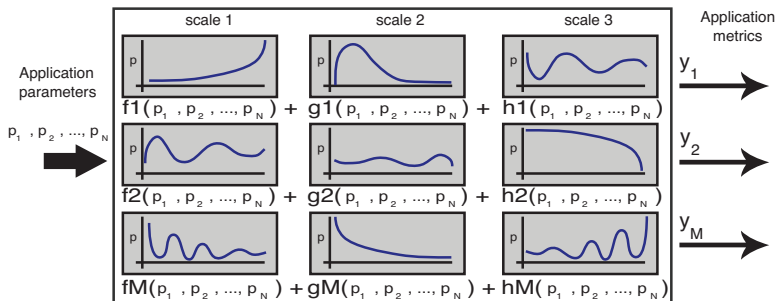 scale 1 scale 2 scale 3
Application metrics
Application parameters
p1 , p2 , ..., pN
p p p
f1( p1 , p2 , ..., pN ) + g1( p1 , p2 , ..., pN ) + h1( p1 , p2 , ..., pN )
y1
p p p
f2( p1 , p2 , ..., pN ) + g2( p1 , p2 , ..., pN ) + h2( p1 , p2 , ..., pN )
y2
p p p
fM( p1 , p2 , ..., pN ) + gM( p1 , p2 , ..., pN ) + hM( p1 , p2 , ..., pN )
yM